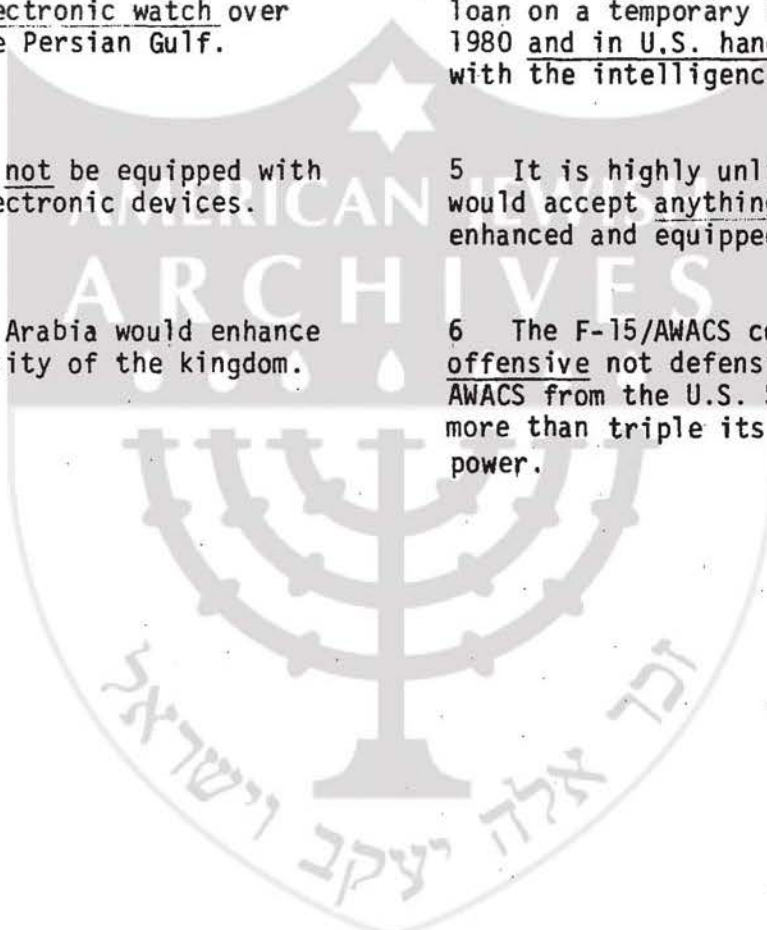 ectronic watch over
e Persian Gulf.
not be equipped with
ectronic devices.
Arabia would enhance
ity of the kingdom.
loan on a temporary
1980 and in U.S. han
with the intelligenc
5 It is highly unl
would accept anythin
enhanced and equippe
6 The F-15/AWACS c
offensive not defens
AWACS from the U.S.
more than triple its
power.
AMERICAN JEWISH
ARCHIVES
זכר אלה יעקב וישראל